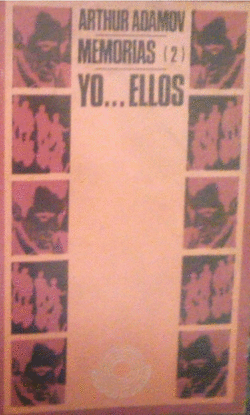 ARTHUR ADAMOV
MEMORIAS (2)
YO...ELLOS